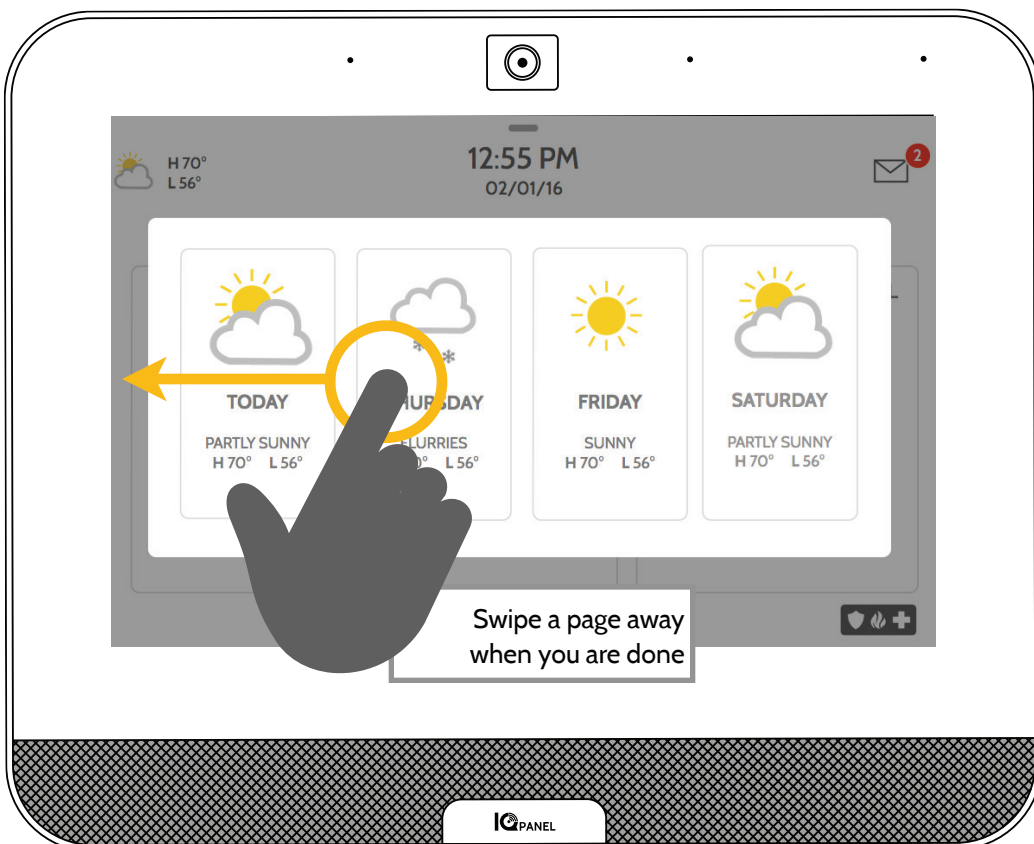 H 70°
L 56°
12:55 PM
02/01/16
2
TODAY
PARTLY SUNNY
H 70° L 56°
L 56°
FRIDAY
SUNNY
H 70° L 56°
SATURDAY
PARTLY SUNNY
H 70° L 56°
Swipe a page away
when you are done
IQ PANEL